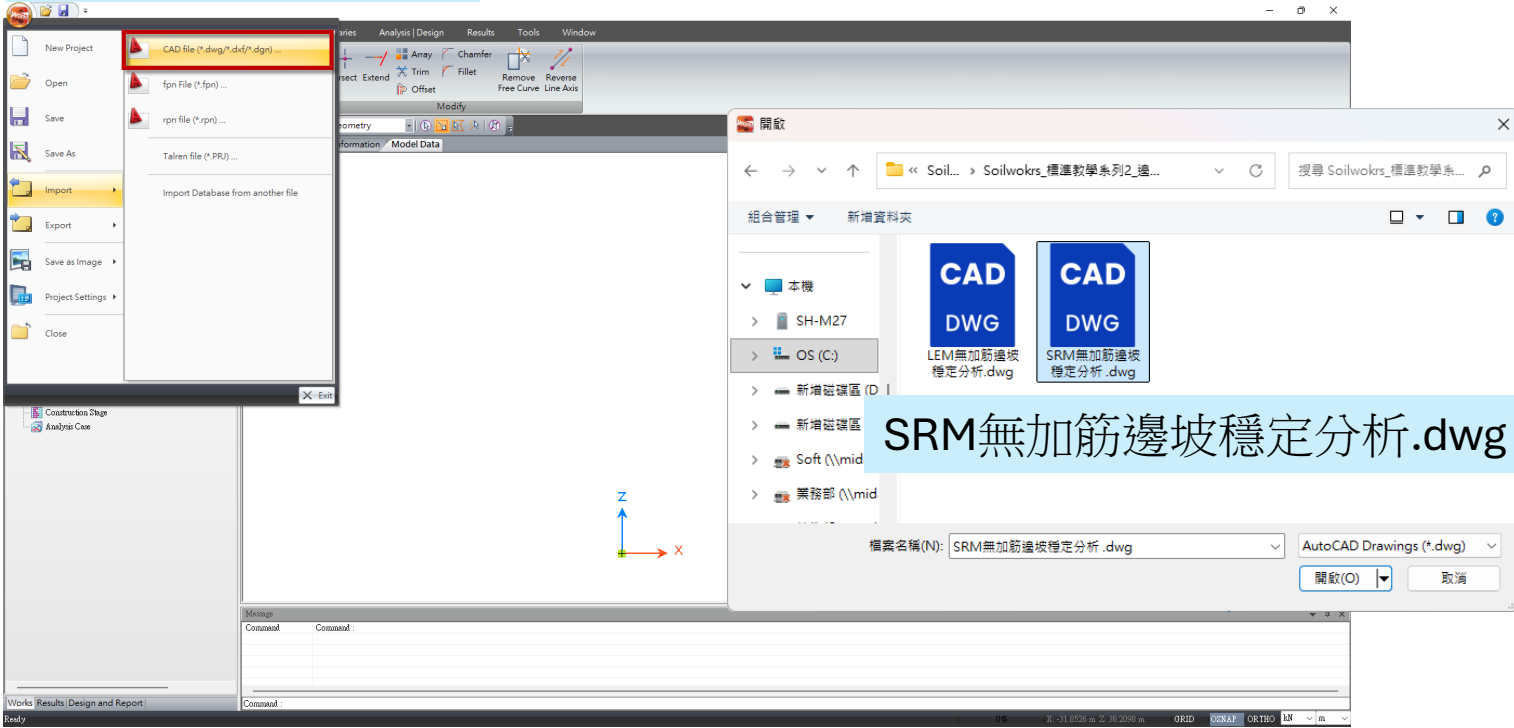 New Project
Open
Save
Save As
Import
Export
Save as Image
Project Settings
Close
CAD file (*.dwg/*.dxf/*.dgn) ...
fpn File (*.fpn) ...
rpn file (*.rpn) ...
Talren file (*.PRJ) ...
Import Database from another file
Exit
Analysis | Design Results Tools Window
Array Chamfer
Extend Trim Fillet
Offset
Remove Free Curve
Reverse Line Axis
Modify
Model Data
Construction Stage
Analysis Case
Z
X
開啟
« Soil... › Soilwokrs_標準教學系列2_邊...
搜尋 Soilwokrs_標準教學系...
組合管理 新增資料夾
本機
SH-M27
OS (C:)
新增磁碟區 (D
新增磁碟區
Soft (\\mid
業務部 (\\mid
CAD
DWG
LEM無加筋邊坡
穩定分析.dwg
CAD
DWG
SRM無加筋邊坡
穩定分析 .dwg
SRM無加筋邊坡穩定分析.dwg
檔案名稱(N): SRM無加筋邊坡穩定分析 .dwg
AutoCAD Drawings (*.dwg)
開啟(O) 取消
Message
Command Command :
Works Results Design and Report
Command :
Ready
X: -31.8526 m Z: 38.2098 m GRID OSNAP ORTHO kN m